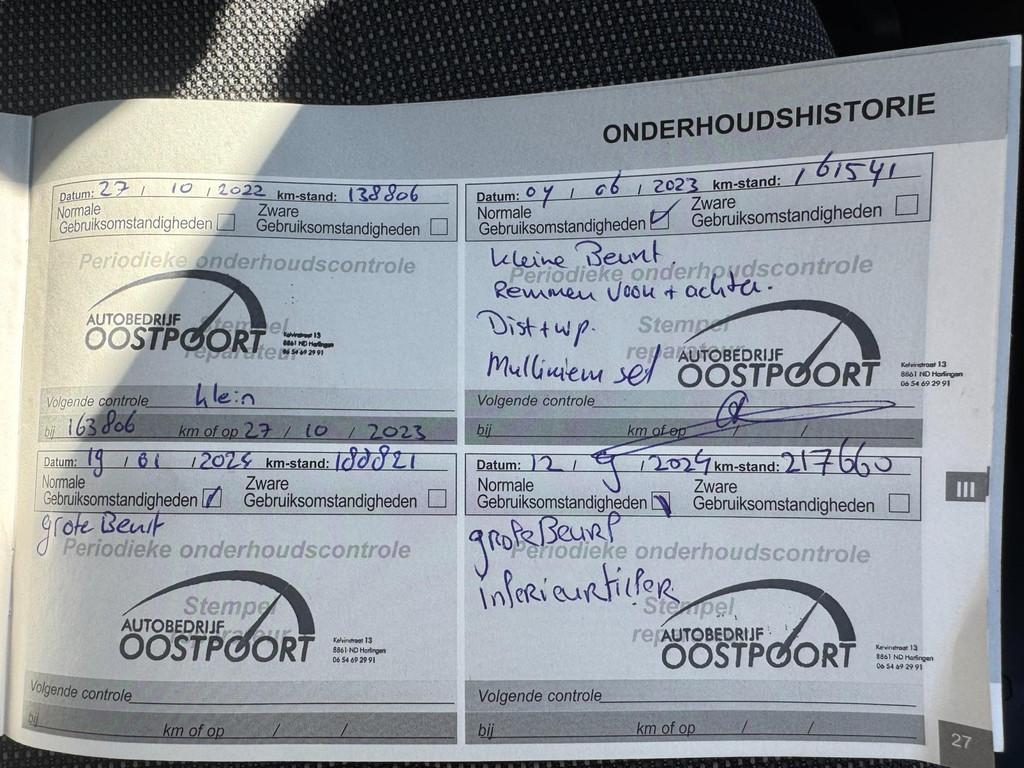 ONDERHOUDSHISTORIE
Datum: 27 / 10 / 2022 km-stand: 138806
Normale Gebruiksomstandigheden
Zware Gebruiksomstandigheden
Periodieke onderhoudscontrole
Stempel reparateur
AUTOBEDRIJF
OOSTPOORT
Kelvinstraat 13
8861 ND Harlingen
06 54 69 29 91
Volgende controle klein
bij 163806 km of op 27 / 10 / 2023
Datum: 04 / 06 / 2023 km-stand: 161541
Normale Gebruiksomstandigheden
Zware Gebruiksomstandigheden
kleine Beurt.
Periodieke onderhoudscontrole
Remmen voor + achter.
Dist + wp.
Stempel
Multiriem set
AUTOBEDRIJF
OOSTPOORT
Kelvinstraat 13
8861 ND Harlingen
06 54 69 29 91
Volgende controle
bij km of op / /
Datum: 19 / 01 / 2024 km-stand: 188821
Normale Gebruiksomstandigheden
Zware Gebruiksomstandigheden
grote Beurt
Periodieke onderhoudscontrole
Stempel
AUTOBEDRIJF
OOSTPOORT
Kelvinstraat 13
8861 ND Harlingen
06 54 69 29 91
Volgende controle
bij km of op / /
Datum: 12 / 9 / 2024 km-stand: 217660
Normale Gebruiksomstandigheden
Zware Gebruiksomstandigheden
grote Beurt
Periodieke onderhoudscontrole
interieurfilter
Stempel
AUTOBEDRIJF
OOSTPOORT
Kelvinstraat 13
8861 ND Harlingen
06 54 69 29 91
Volgende controle
bij km of op / /
III
27